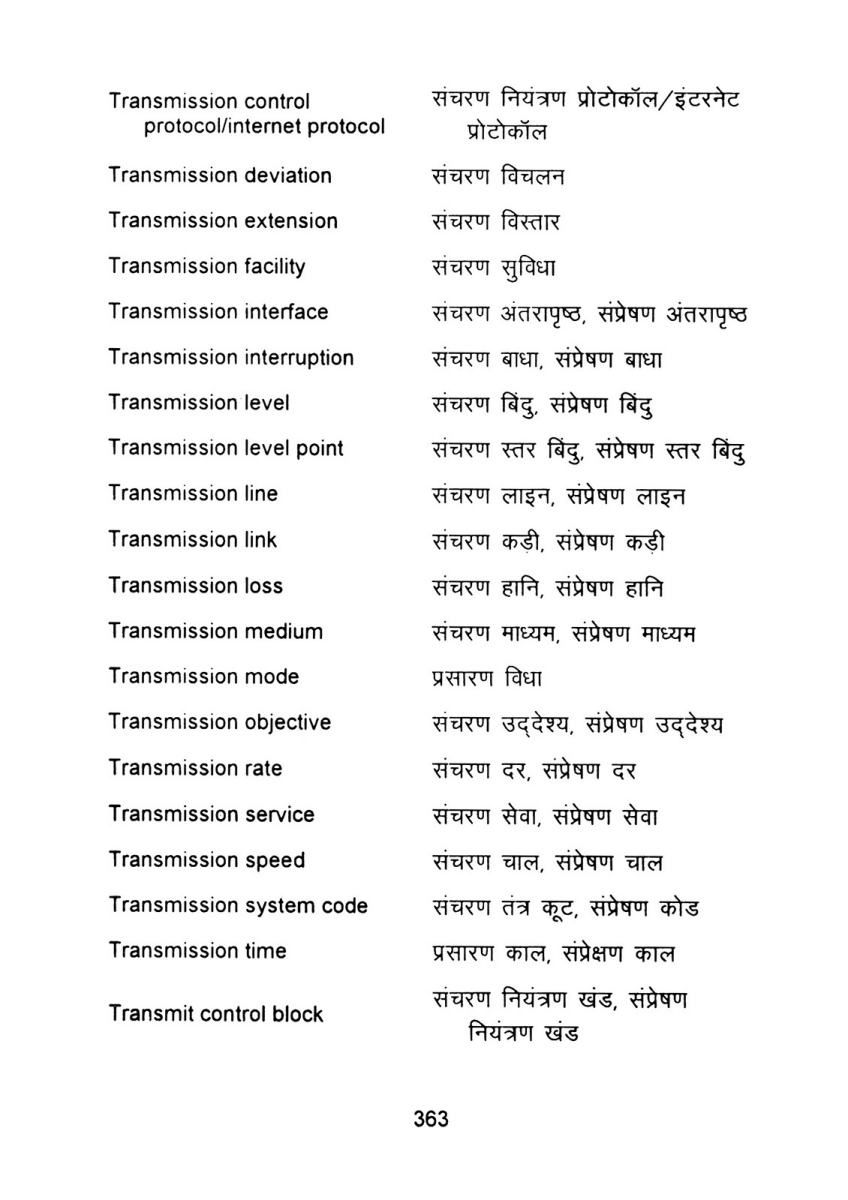 Transmission control संचरण नियंत्रण प्रोटोकॉल/इंटरनेट
protocol/internet protocol प्रोटोकॉल
Transmission deviation संचरण विचलन
Transmission extension संचरण विस्तार
Transmission facility संचरण सुविधा
Transmission interface संचरण अंतरापृष्ठ, संप्रेषण अंतरापृष्ठ
Transmission interruption संचरण बाधा, संप्रेषण बाधा
Transmission level संचरण बिंदु, संप्रेषण बिंदु
Transmission level point संचरण स्तर बिंदु, संप्रेषण स्तर बिंदु
Transmission line संचरण लाइन, संप्रेषण लाइन
Transmission link संचरण कड़ी, संप्रेषण कड़ी
Transmission loss संचरण हानि, संप्रेषण हानि
Transmission medium संचरण माध्यम, संप्रेषण माध्यम
Transmission mode प्रसारण विधा
Transmission objective संचरण उद्‌देश्य, संप्रेषण उद्‌देश्य
Transmission rate संचरण दर, संप्रेषण दर
Transmission service संचरण सेवा, संप्रेषण सेवा
Transmission speed संचरण चाल, संप्रेषण चाल
Transmission system code संचरण तंत्र कूट, संप्रेषण कोड
Transmission time प्रसारण काल, संप्रेक्षण काल
Transmit control block संचरण नियंत्रण खंड, संप्रेषण
नियंत्रण खंड
363